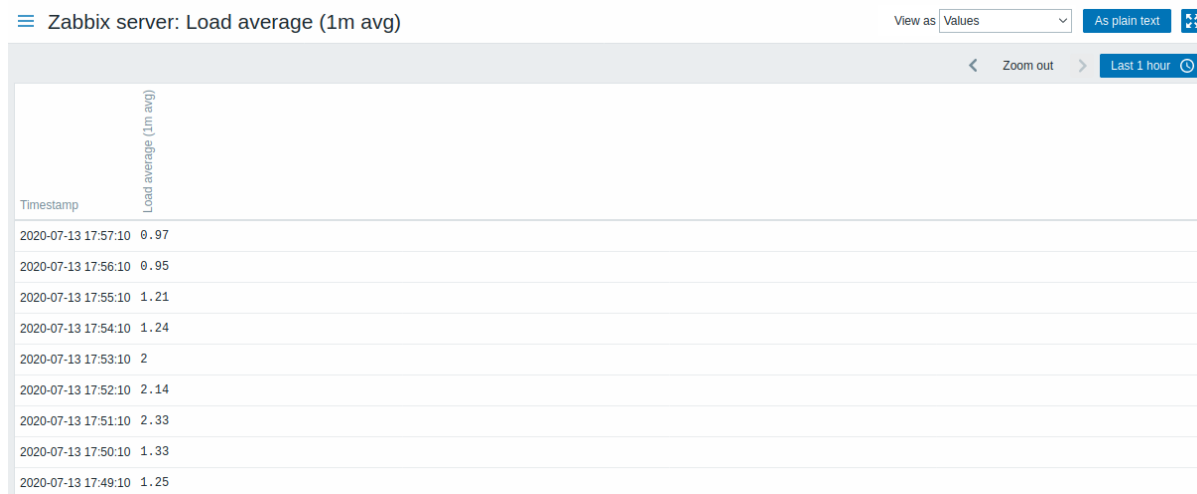 Zabbix server: Load average (1m avg)
View as Values As plain text
Zoom out Last 1 hour
Timestamp Load average (1m avg)
2020-07-13 17:57:10 0.97
2020-07-13 17:56:10 0.95
2020-07-13 17:55:10 1.21
2020-07-13 17:54:10 1.24
2020-07-13 17:53:10 2
2020-07-13 17:52:10 2.14
2020-07-13 17:51:10 2.33
2020-07-13 17:50:10 1.33
2020-07-13 17:49:10 1.25